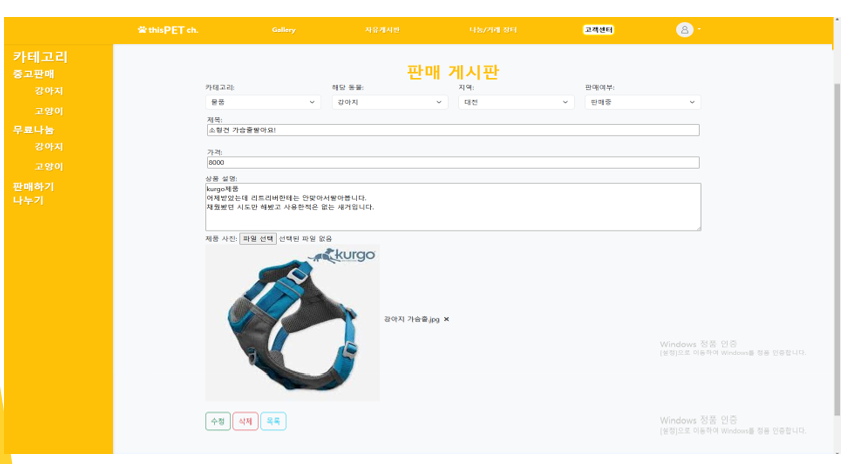 thisPET ch.
Gallery
자유게시판
나눔/거래 장터
고객센터
카테고리
중고판매
강아지
고양이
무료나눔
강아지
고양이
판매하기
나누기
판매 게시판
카테고리:
해당 동물:
지역:
판매여부:
물품
강아지
대전
판매중
제목:
소형견 가슴줄팔아요!
가격:
8000
상품 설명:
kurgo제품
어제받았는데 리트리버한테는 안맞아서팔아봅니다.
재봤던 시도만 해봤고 사용한적은 없는 새거입니다.
제품 사진: 파일 선택 선택된 파일 없음
kurgo
강아지 가슴줄.jpg ×
Windows 정품 인증
[설정]으로 이동하여 Windows를 정품 인증합니다.
수정
삭제
목록
Windows 정품 인증
[설정]으로 이동하여 Windows를 정품 인증합니다.